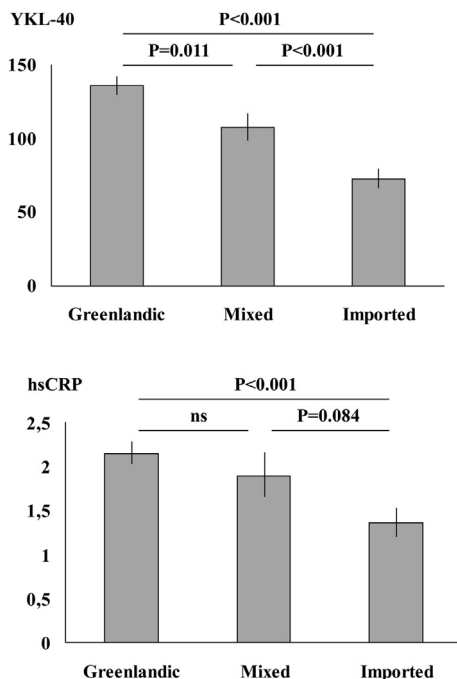 YKL-40
P<0.001
P=0.011 P<0.001
150
100
50
0
Greenlandic Mixed Imported
hsCRP
P<0.001
ns P=0.084
2,5
2
1,5
1
0,5
0
Greenlandic Mixed Imported